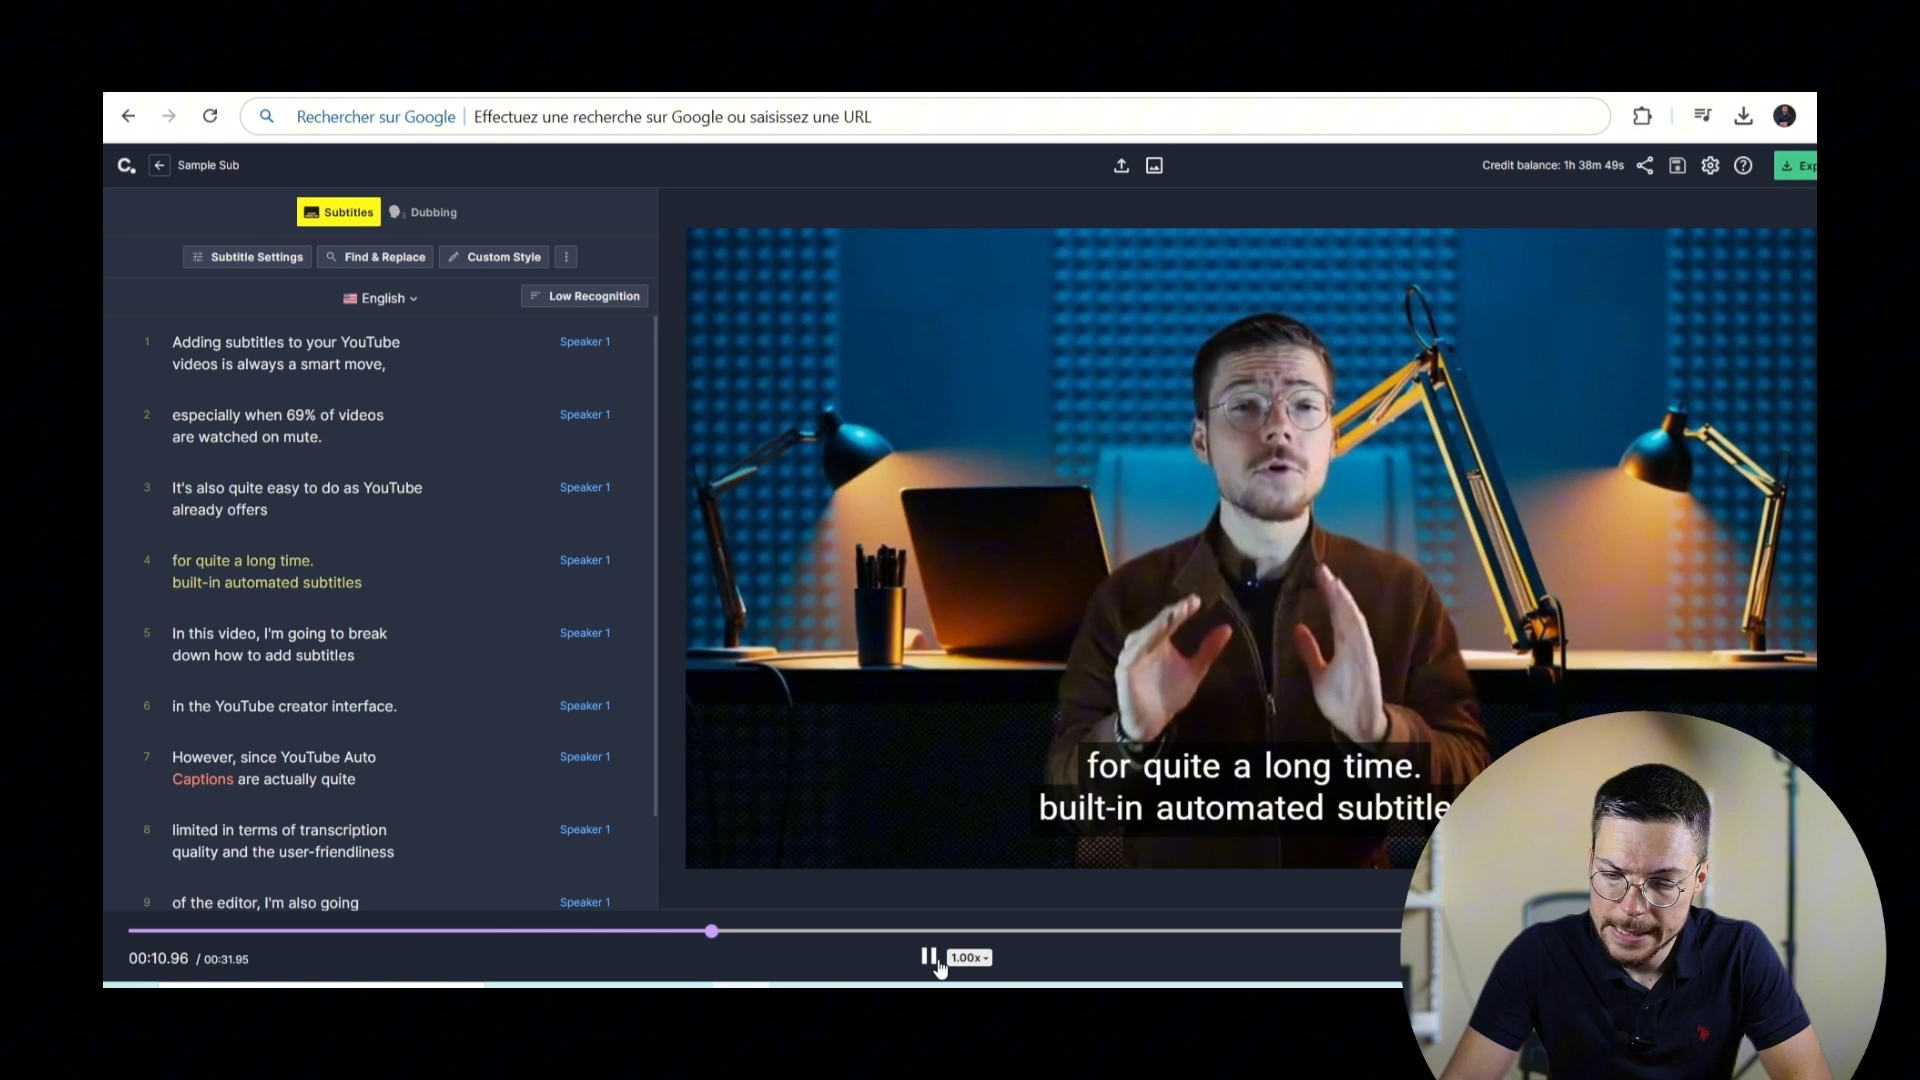 Rechercher sur Google | Effectuez une recherche sur Google ou saisissez une URL
C.
Sample Sub
Credit balance: 1h 38m 49s
Exp
Subtitles
Dubbing
Subtitle Settings
Find & Replace
Custom Style
English
Low Recognition
1 Adding subtitles to your YouTube Speaker 1
videos is always a smart move,
2 especially when 69% of videos Speaker 1
are watched on mute.
3 It's also quite easy to do as YouTube Speaker 1
already offers
4 for quite a long time. Speaker 1
built-in automated subtitles
5 In this video, I'm going to break Speaker 1
down how to add subtitles
6 in the YouTube creator interface. Speaker 1
7 However, since YouTube Auto Speaker 1
Captions are actually quite
8 limited in terms of transcription Speaker 1
quality and the user-friendliness
9 of the editor, I'm also going Speaker 1
for quite a long time.
built-in automated subtitle
00:10.96 / 00:31.95
1.00x